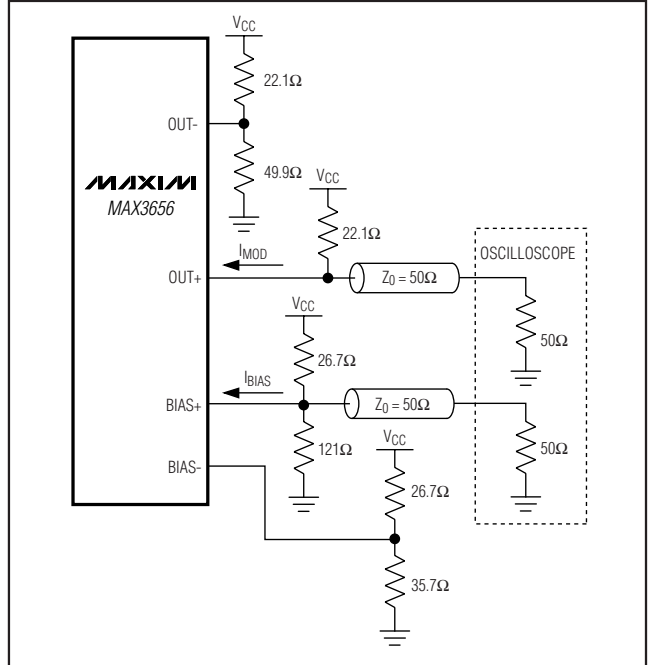 VCC
22.1Ω
OUT-
49.9Ω
MAXIM
MAX3656
VCC
22.1Ω
OSCILLOSCOPE
IMOD
OUT+
Z0 = 50Ω
50Ω
VCC
26.7Ω
IBIAS
BIAS+
Z0 = 50Ω
50Ω
121Ω
VCC
BIAS-
26.7Ω
35.7Ω